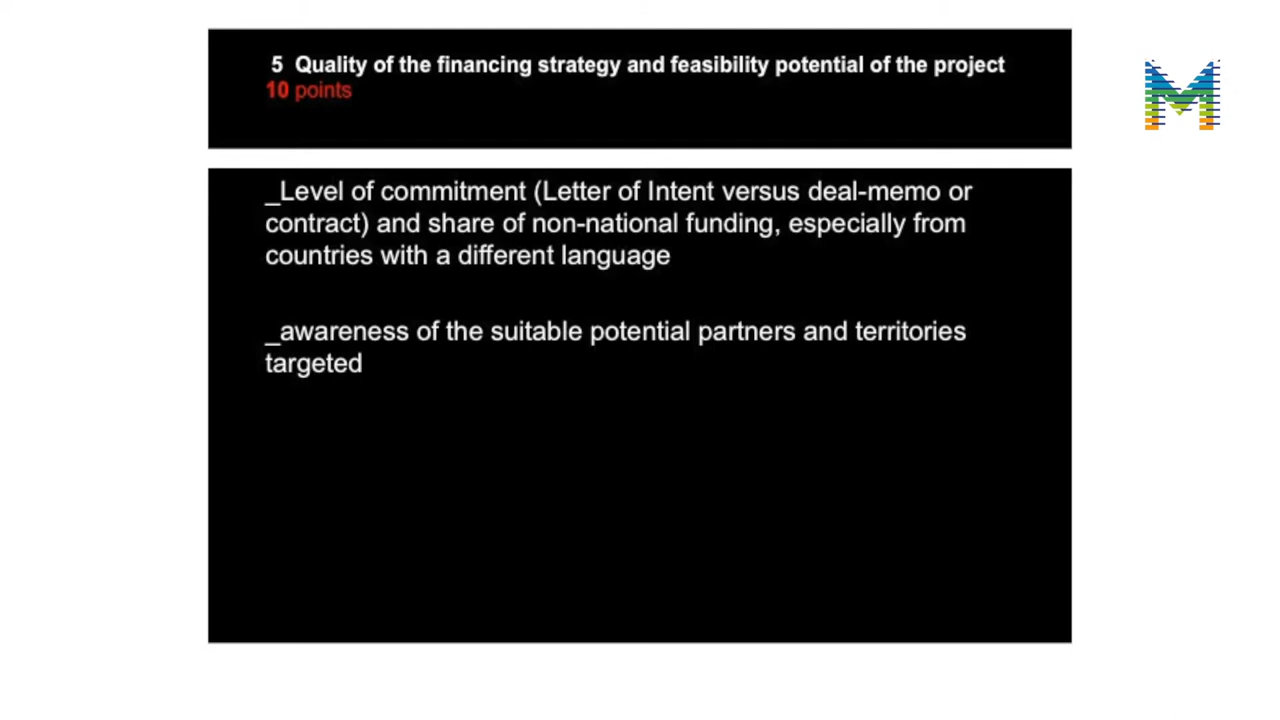 5 Quality of the financing strategy and feasibility potential of the project
10 points
_Level of commitment (Letter of Intent versus deal-memo or
contract) and share of non-national funding, especially from
countries with a different language
_awareness of the suitable potential partners and territories
targeted